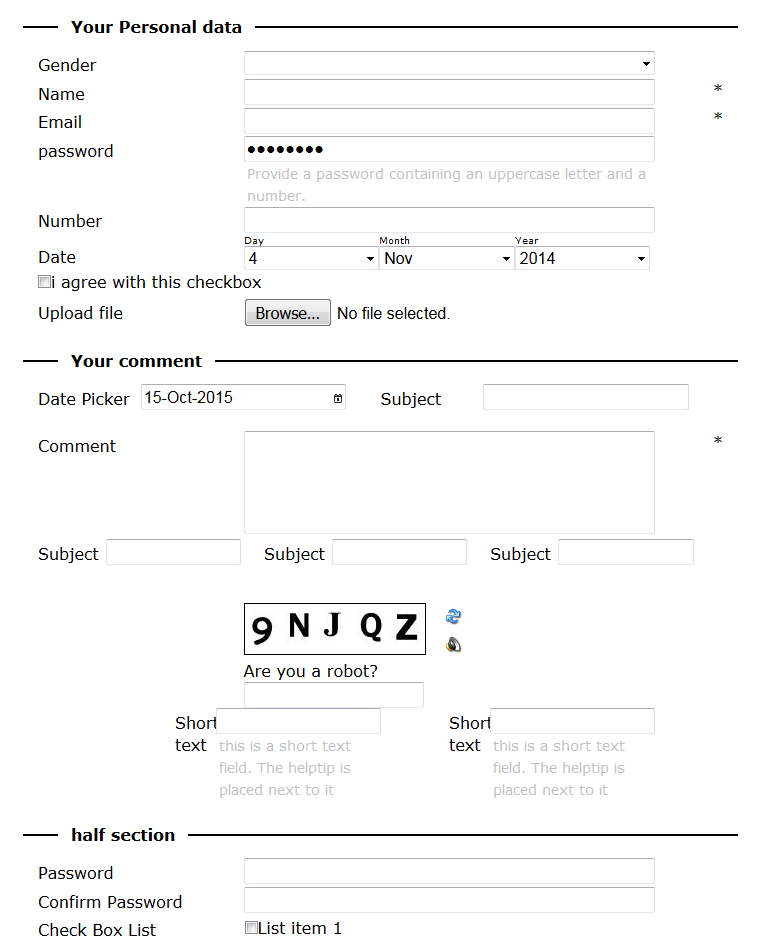 Your Personal data
Gender
Name *
Email *
password ●●●●●●●●
Provide a password containing an uppercase letter and a
number.
Number
Day Month Year
Date 4 Nov 2014
i agree with this checkbox
Upload file Browse... No file selected.
Your comment
Date Picker 15-Oct-2015 Subject
Comment *
Subject Subject Subject
9 N J Q Z
Are you a robot?
Short Short
text this is a short text text this is a short text
field. The helptip is field. The helptip is
placed next to it placed next to it
half section
Password
Confirm Password
Check Box List List item 1